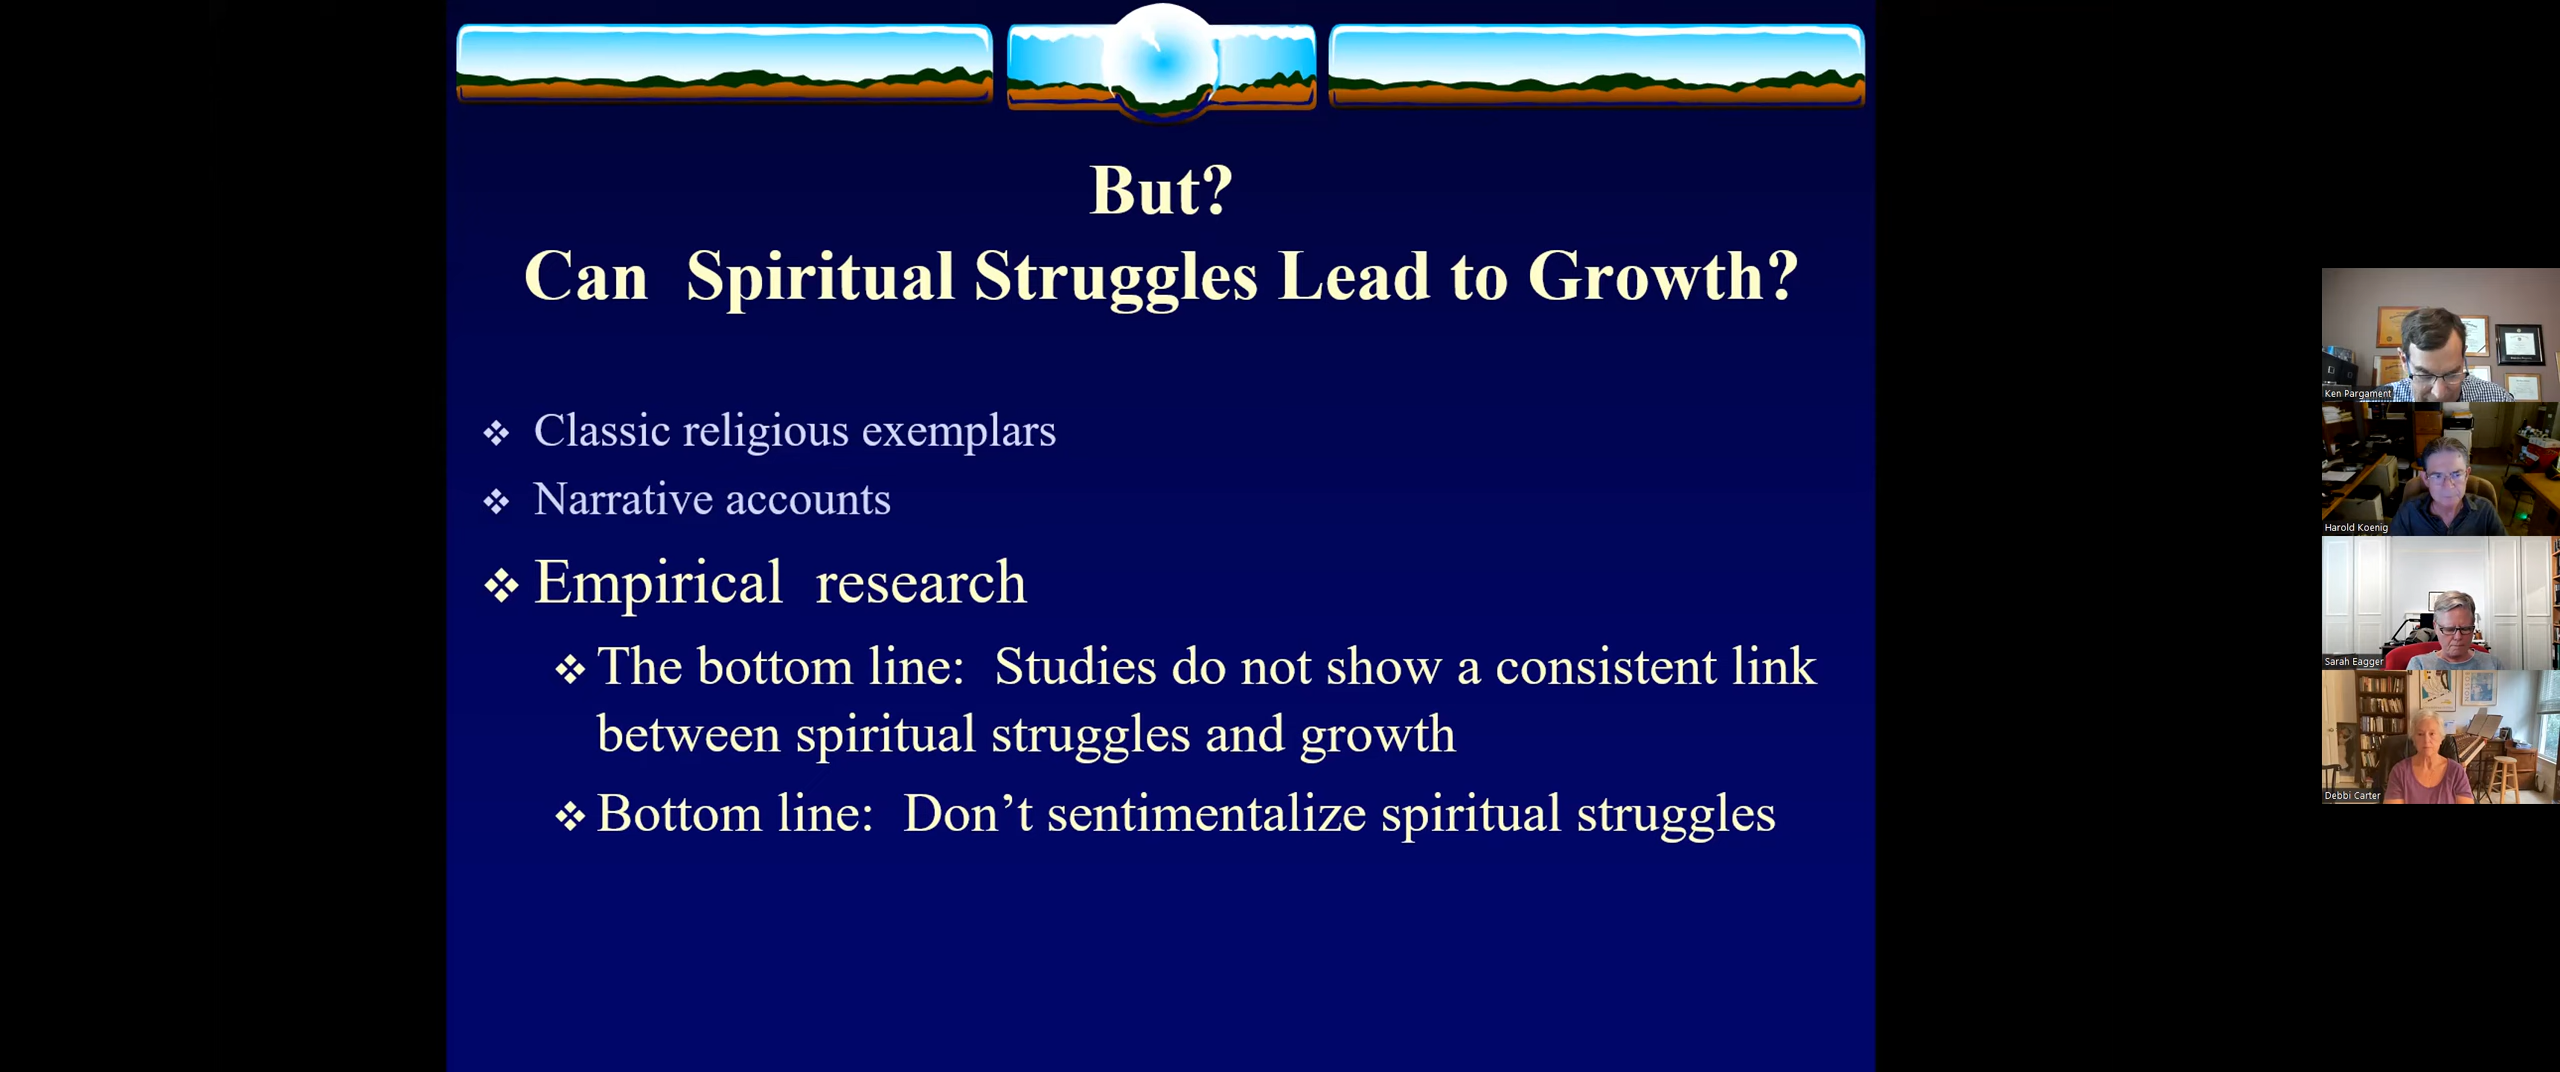 But?
Can Spiritual Struggles Lead to Growth?
Classic religious exemplars
Narrative accounts
Empirical research
The bottom line: Studies do not show a consistent link
between spiritual struggles and growth
Bottom line: Don’t sentimentalize spiritual struggles
Ken Pargament
Harold Koenig
Sarah Eagger
Debbi Carter